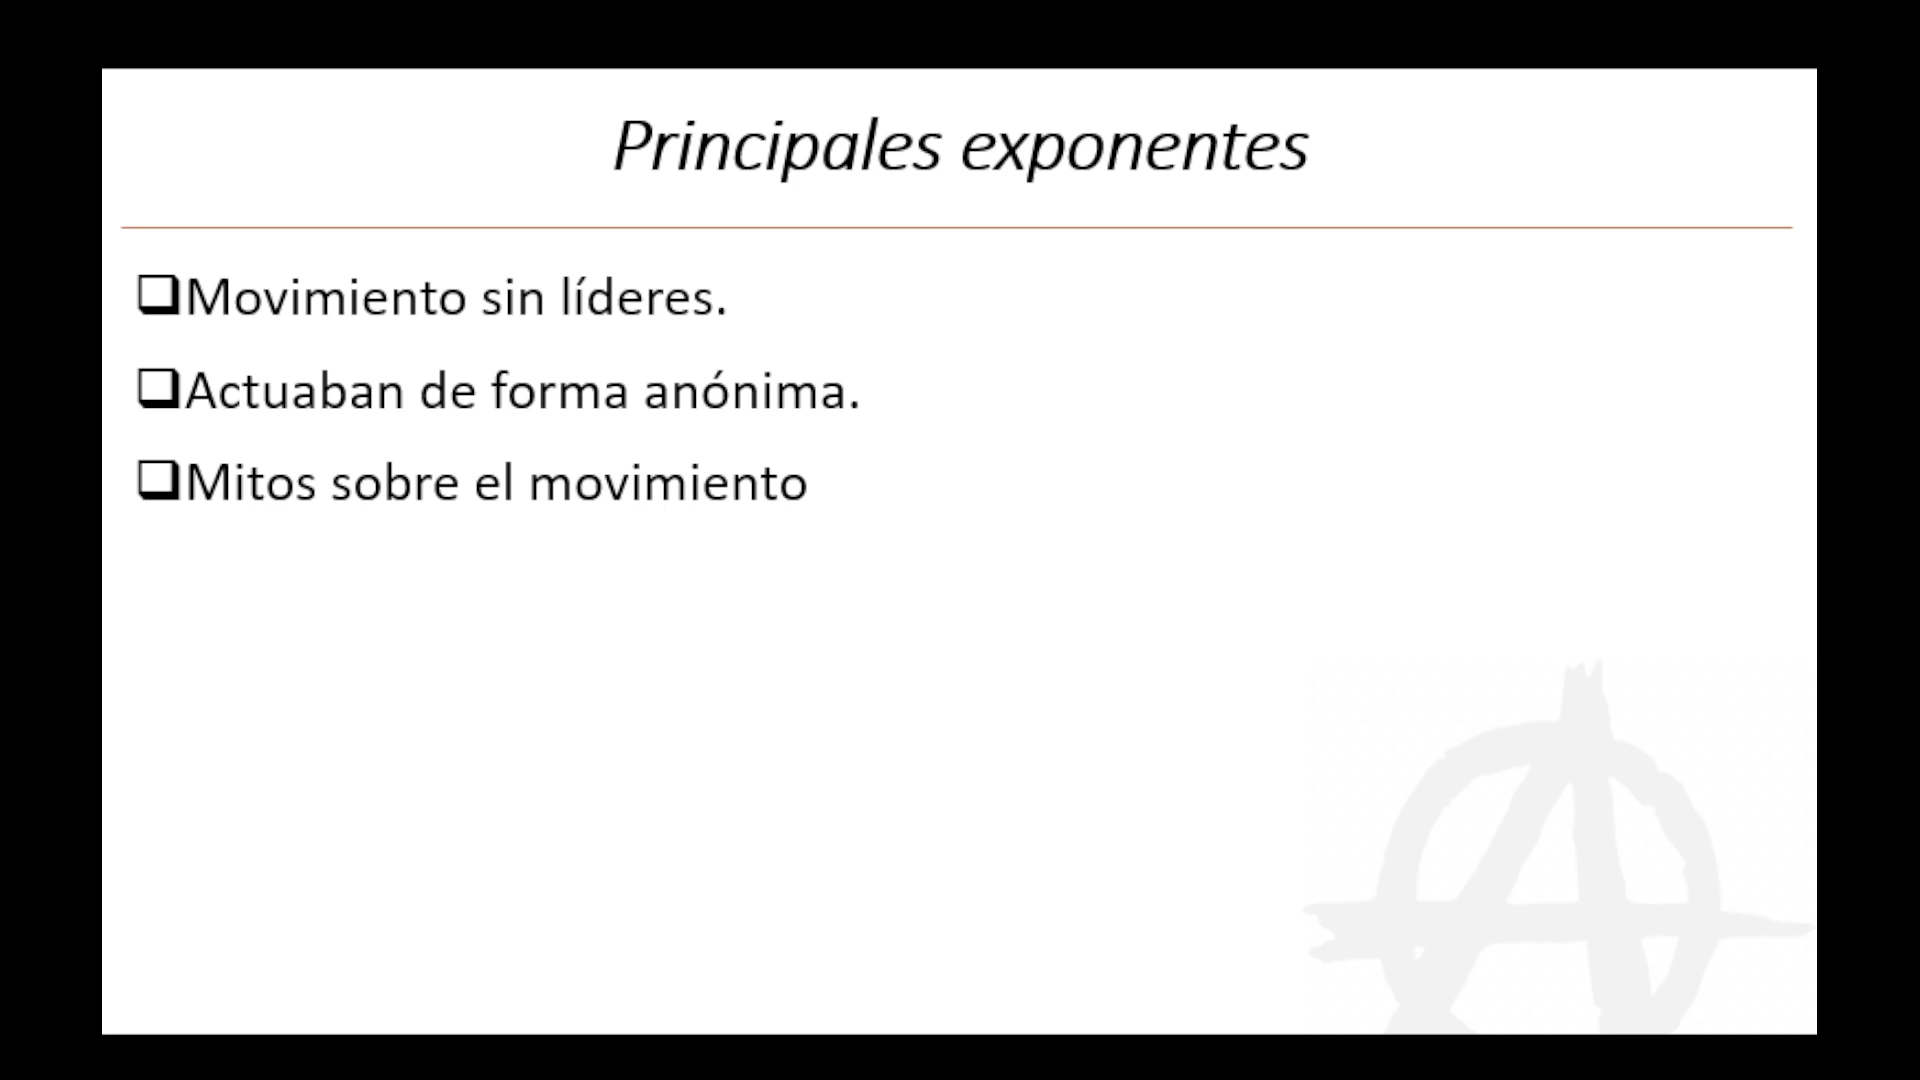 Principales exponentes
Movimiento sin líderes.
Actuaban de forma anónima.
Mitos sobre el movimiento